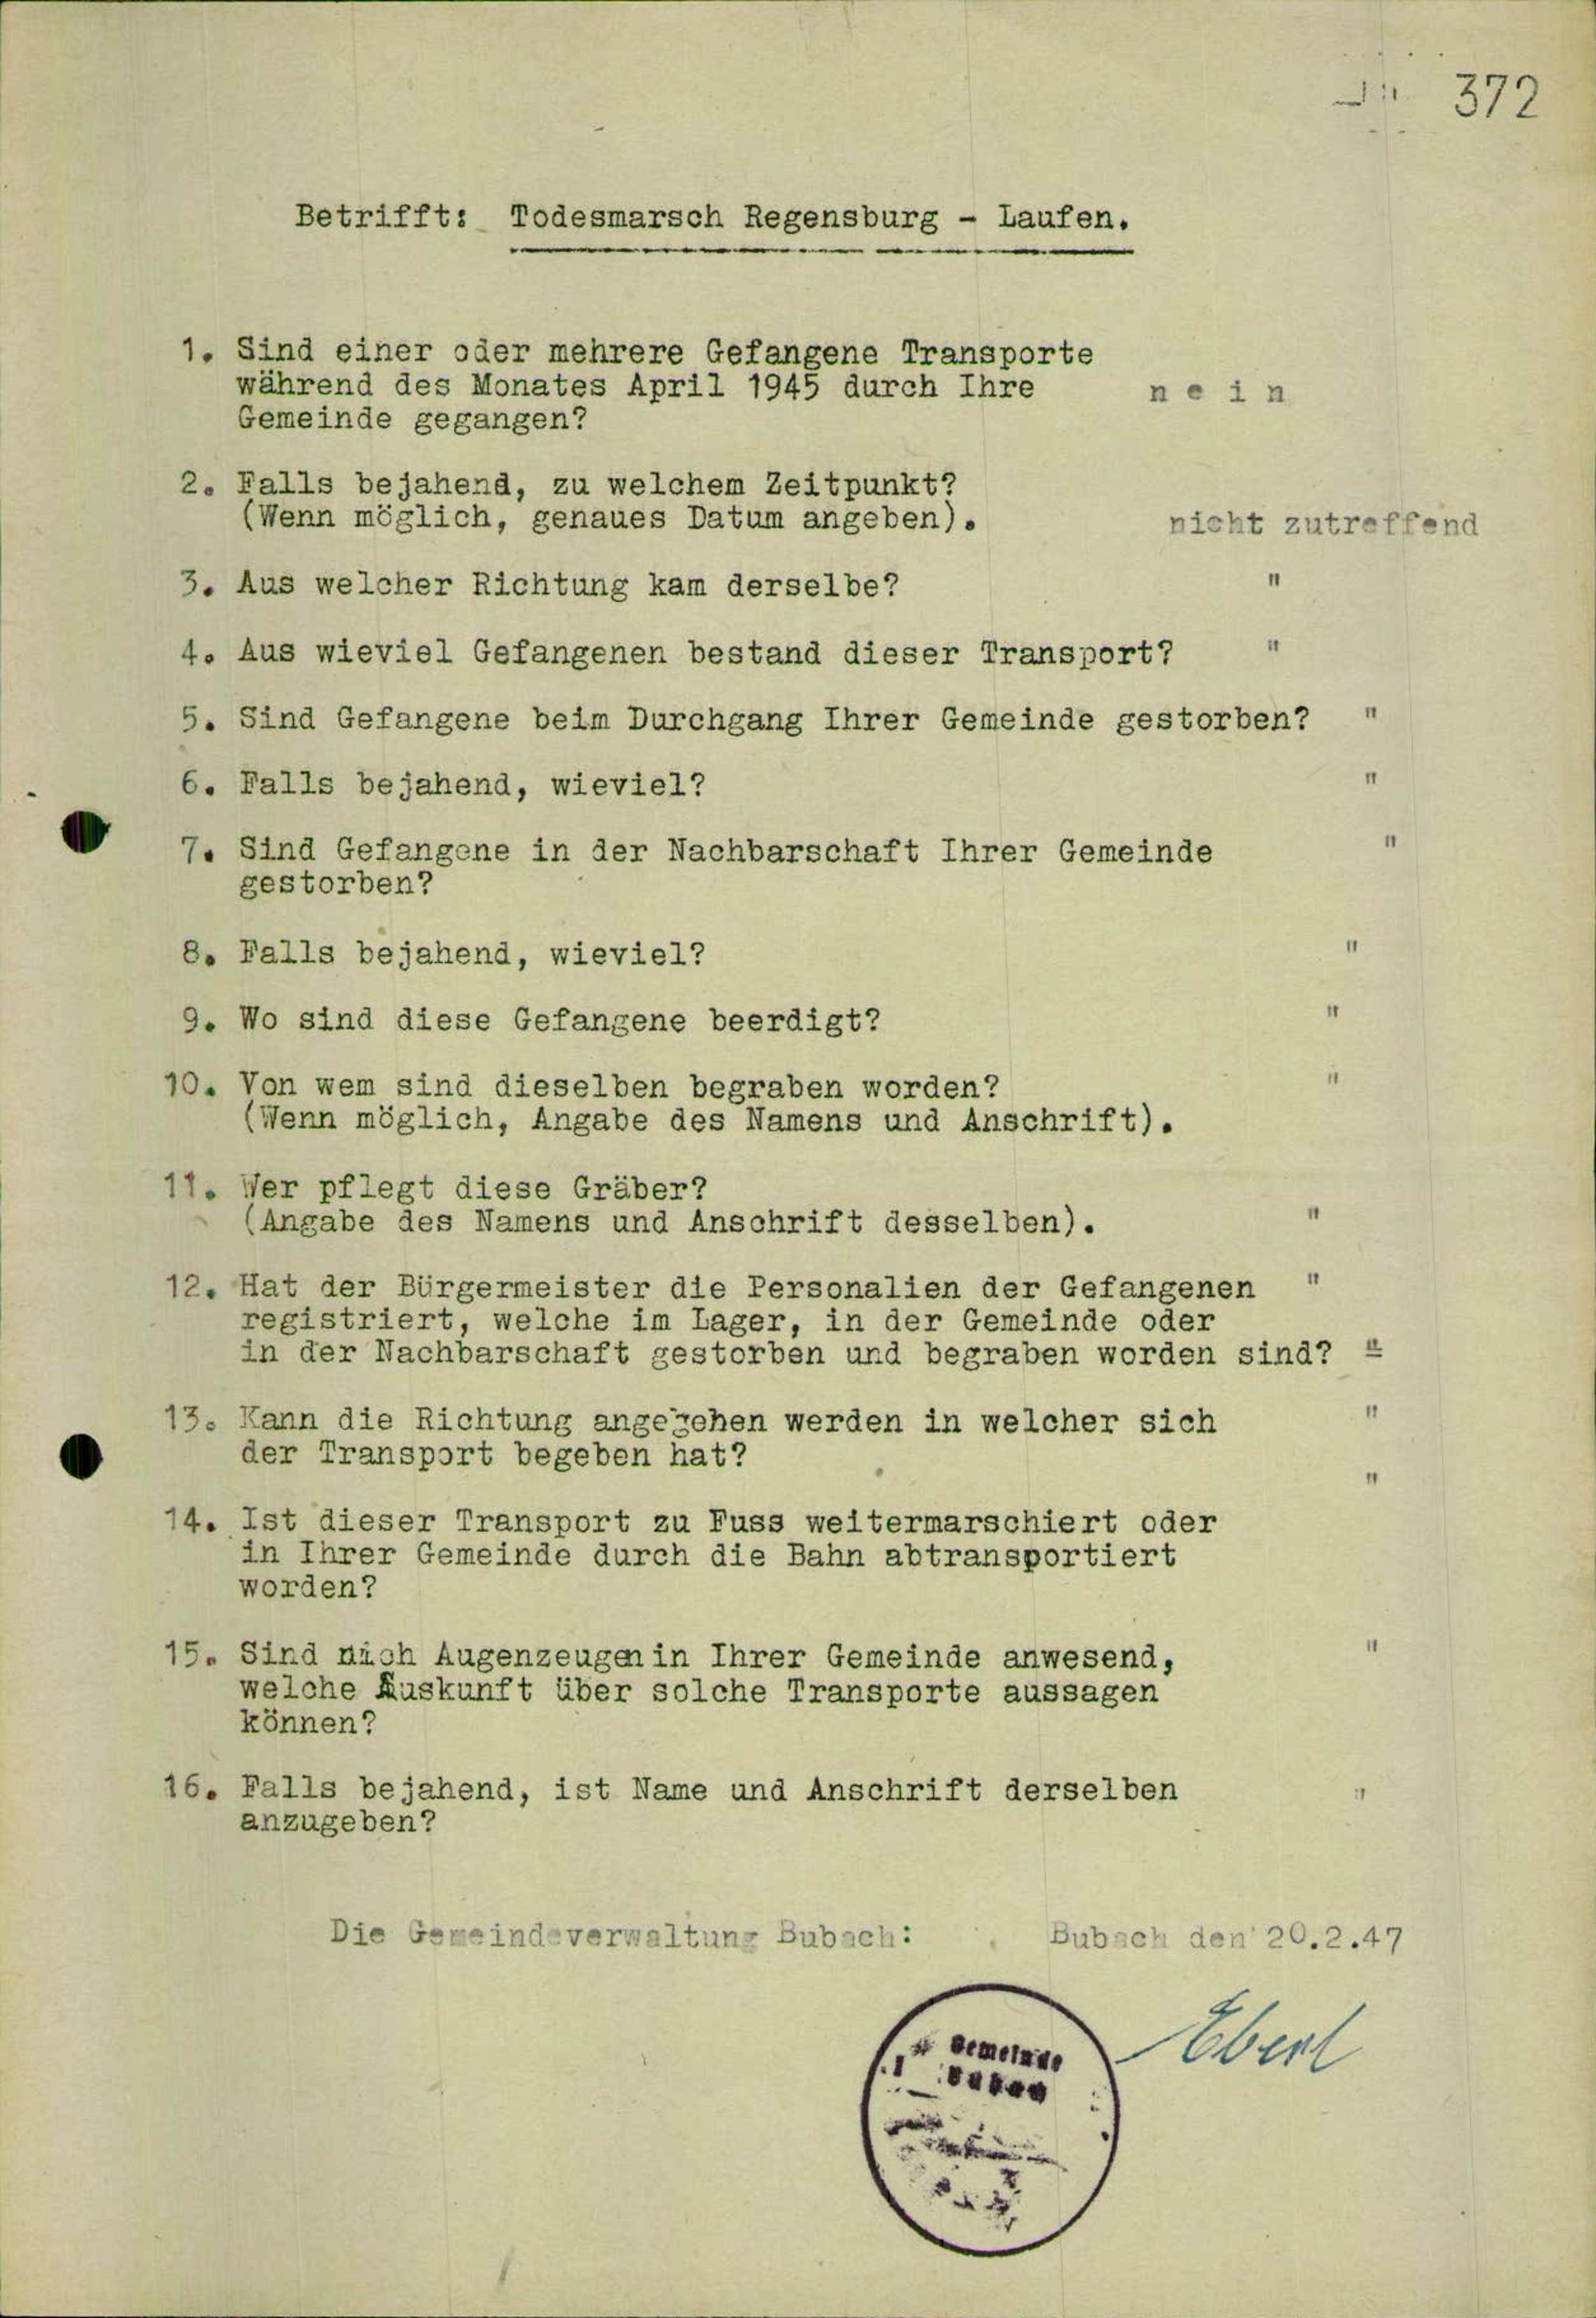 372
Betrifft: Todesmarsch Regensburg - Laufen.
1. Sind einer oder mehrere Gefangene Transporte
während des Monates April 1945 durch Ihre n e i n
Gemeinde gegangen?
2. Falls bejahend, zu welchem Zeitpunkt?
(Wenn möglich, genaues Datum angeben). nicht zutreffend
3. Aus welcher Richtung kam derselbe? "
4. Aus wieviel Gefangenen bestand dieser Transport? "
5. Sind Gefangene beim Durchgang Ihrer Gemeinde gestorben? "
6. Falls bejahend, wieviel? "
7. Sind Gefangene in der Nachbarschaft Ihrer Gemeinde "
gestorben?
8. Falls bejahend, wieviel? "
9. Wo sind diese Gefangene beerdigt? "
10. Von wem sind dieselben begraben worden? "
(Wenn möglich, Angabe des Namens und Anschrift).
11. Wer pflegt diese Gräber?
(Angabe des Namens und Anschrift desselben). "
12. Hat der Bürgermeister die Personalien der Gefangenen "
registriert, welche im Lager, in der Gemeinde oder
in der Nachbarschaft gestorben und begraben worden sind? "
13. Kann die Richtung angegehen werden in welcher sich "
der Transport begeben hat?
"
14. Ist dieser Transport zu Fuss weitermarschiert oder
in Ihrer Gemeinde durch die Bahn abtransportiert
worden?
15. Sind nich Augenzeugen in Ihrer Gemeinde anwesend, "
welche Auskunft über solche Transporte aussagen
können?
16. Falls bejahend, ist Name und Anschrift derselben "
anzugeben?
Die Gemeindeverwaltung Bubach: Bubach den 20.2.47
Eberl
Gemeinde